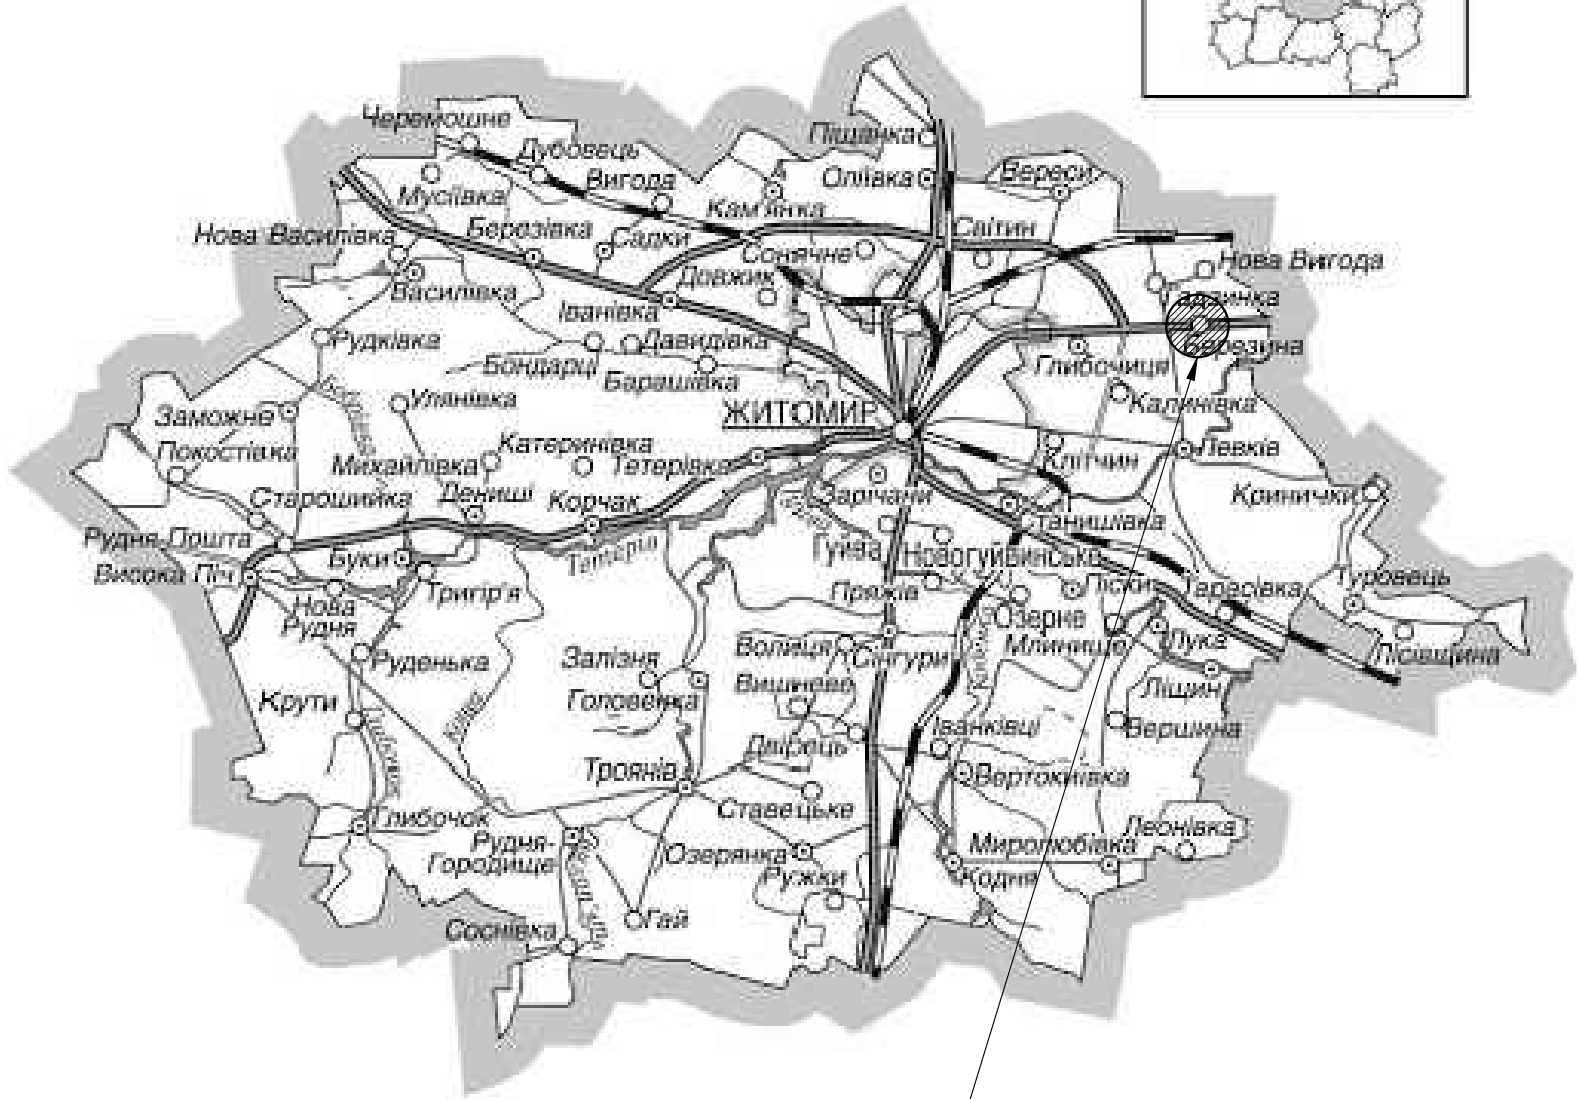 Черемошне
Піщанка
Дубовець
Мусіївка
Вигода
Оліївка
Вереси
Кам'янка
Нова Василівка
Березівка
Садки
Світин
Сонячне
Нова Вигода
Довжик
Василівка
Іванівка
Рудківка
Давидівка
Березина
Бондарці
Барашівка
Глибочиця
Заможне
Улянівка
ЖИТОМИР
Калинівка
Покостівка
Катеринівка
Михайлівка
Тетерівка
Клітчин
Левків
Старошийка
Дениші
Корчак
Зарічани
Кринички
Станишівка
Рудня-Пошта
Буки
Тетерів
Гуйва
Новогуйвинське
Висока Піч
Тригір'я
Пряжів
Піски
Тарасівка
Туровець
Нова
Рудня
Озерне
Млинище
Лука
Руденька
Залізня
Волиця
Сінгури
Лісівщина
Крути
Головенка
Вишневе
Ліщин
Двірець
Іванківці
Вершина
Троянів
Вертокиївка
Ставецьке
Глибочок
Рудня-
Городище
Озерянка
Миролюбівка
Леонівка
Ружки
Кодня
Гай
Соснівка